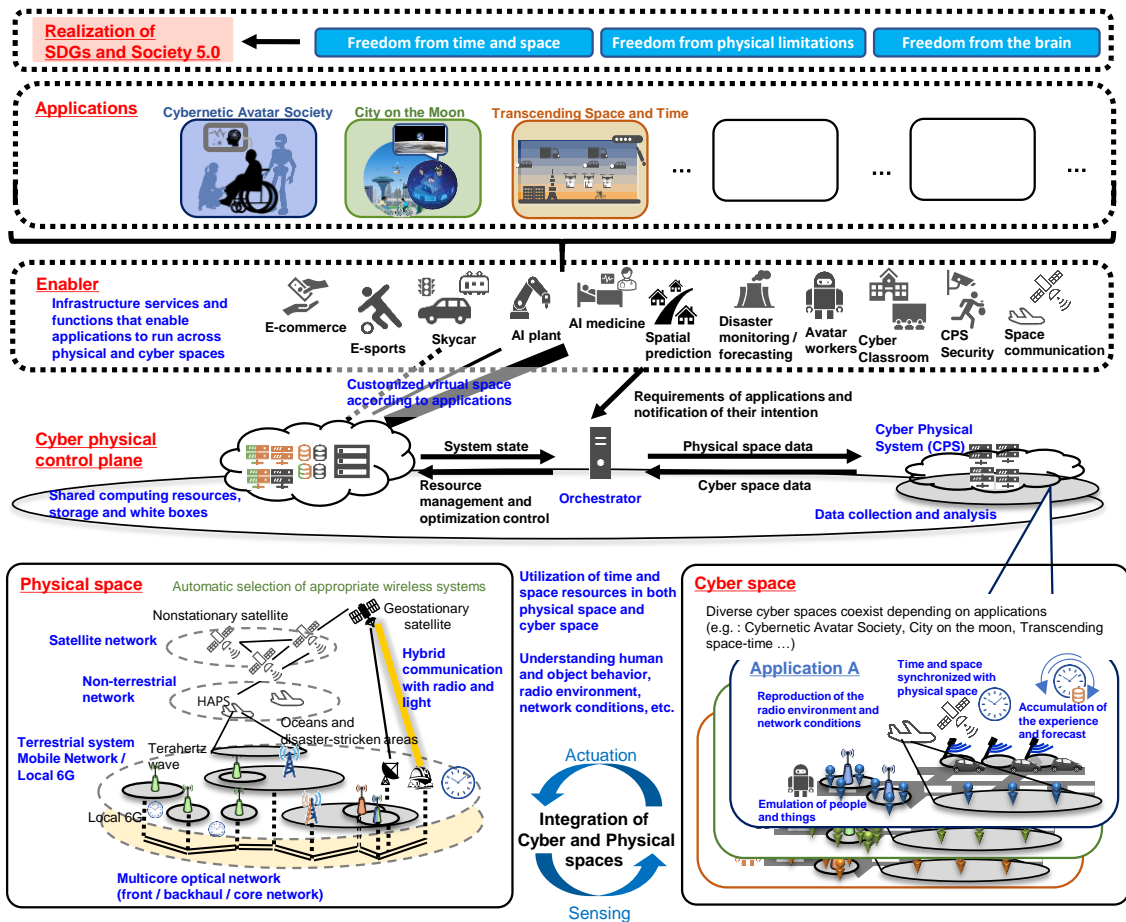 Realization of
SDGs and Society 5.0
Freedom from time and space
Freedom from physical limitations
Freedom from the brain
Applications
Cybernetic Avatar Society
City on the Moon
Transcending Space and Time
...
...
...
Enabler
Infrastructure services and
functions that enable
applications to run across
physical and cyber spaces
E-commerce
E-sports
Skycar
AI plant
AI medicine
Spatial
prediction
Disaster
monitoring /
forecasting
Avatar
workers
Cyber
Classroom
CPS
Security
Space
communication
Customized virtual space
according to applications
Requirements of applications and
notification of their intention
Cyber physical
control plane
System state
Resource
management and
optimization control
Orchestrator
Physical space data
Cyber space data
Cyber Physical
System (CPS)
Shared computing resources,
storage and white boxes
Data collection and analysis
Physical space
Automatic selection of appropriate wireless systems
Nonstationary satellite
Geostationary
satellite
Satellite network
Hybrid
communication
with radio and
light
Non-terrestrial
network
HAPS
Oceans and
disaster-stricken areas
Terrestrial system
Mobile Network /
Local 6G
Terahertz
wave
Local 6G
Multicore optical network
(front / backhaul / core network)
Utilization of time and
space resources in both
physical space and
cyber space
Understanding human
and object behavior,
radio environment,
network conditions, etc.
Actuation
Integration of
Cyber and Physical
spaces
Sensing
Cyber space
Diverse cyber spaces coexist depending on applications
(e.g. : Cybernetic Avatar Society, City on the moon, Transcending
space-time …)
Application A
Time and space
synchronized with
physical space
Reproduction of the
radio environment and
network conditions
Accumulation of
the experience
and forecast
Emulation of people
and things